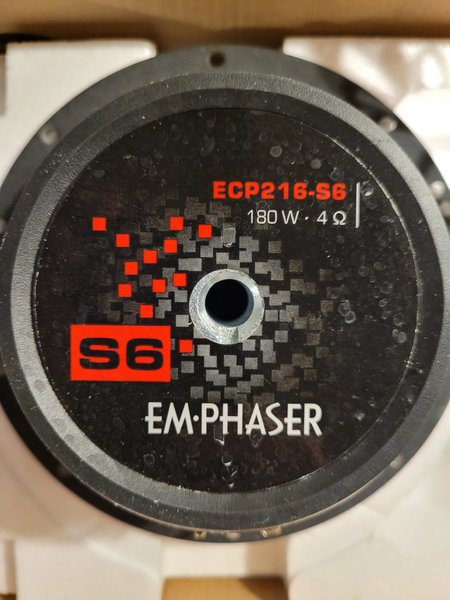 ECP216-S6
180 W · 4 Ω
S6
EM·PHASER